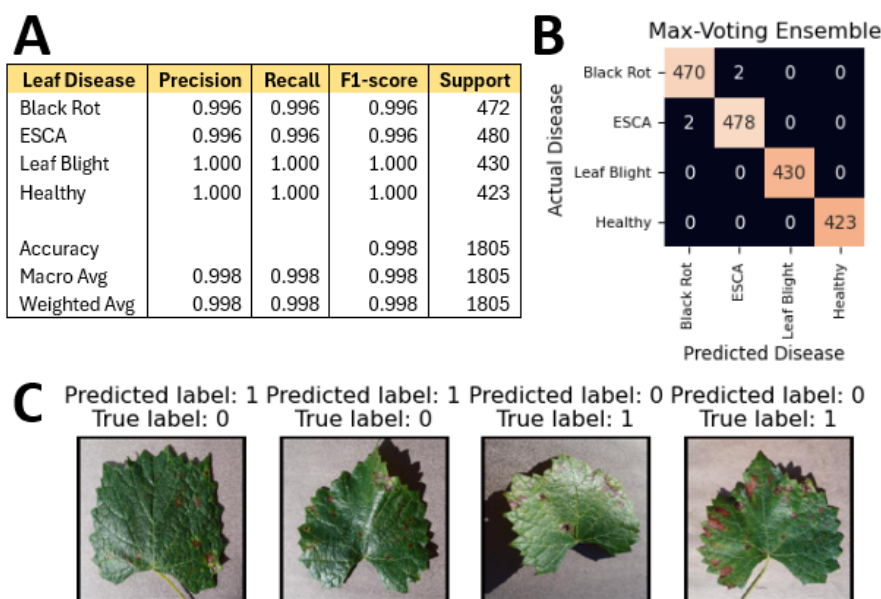 A
Leaf Disease Precision Recall F1-score Support
Black Rot 0.996 0.996 0.996 472
ESCA 0.996 0.996 0.996 480
Leaf Blight 1.000 1.000 1.000 430
Healthy 1.000 1.000 1.000 423
Accuracy 0.998 1805
Macro Avg 0.998 0.998 0.998 1805
Weighted Avg 0.998 0.998 0.998 1805
B
Max-Voting Ensemble
Actual Disease
Black Rot 470 2 0 0
ESCA 2 478 0 0
Leaf Blight 0 0 430 0
Healthy 0 0 0 423
Black Rot ESCA Leaf Blight Healthy
Predicted Disease
C
Predicted label: 1 Predicted label: 1 Predicted label: 0 Predicted label: 0
True label: 0 True label: 0 True label: 1 True label: 1